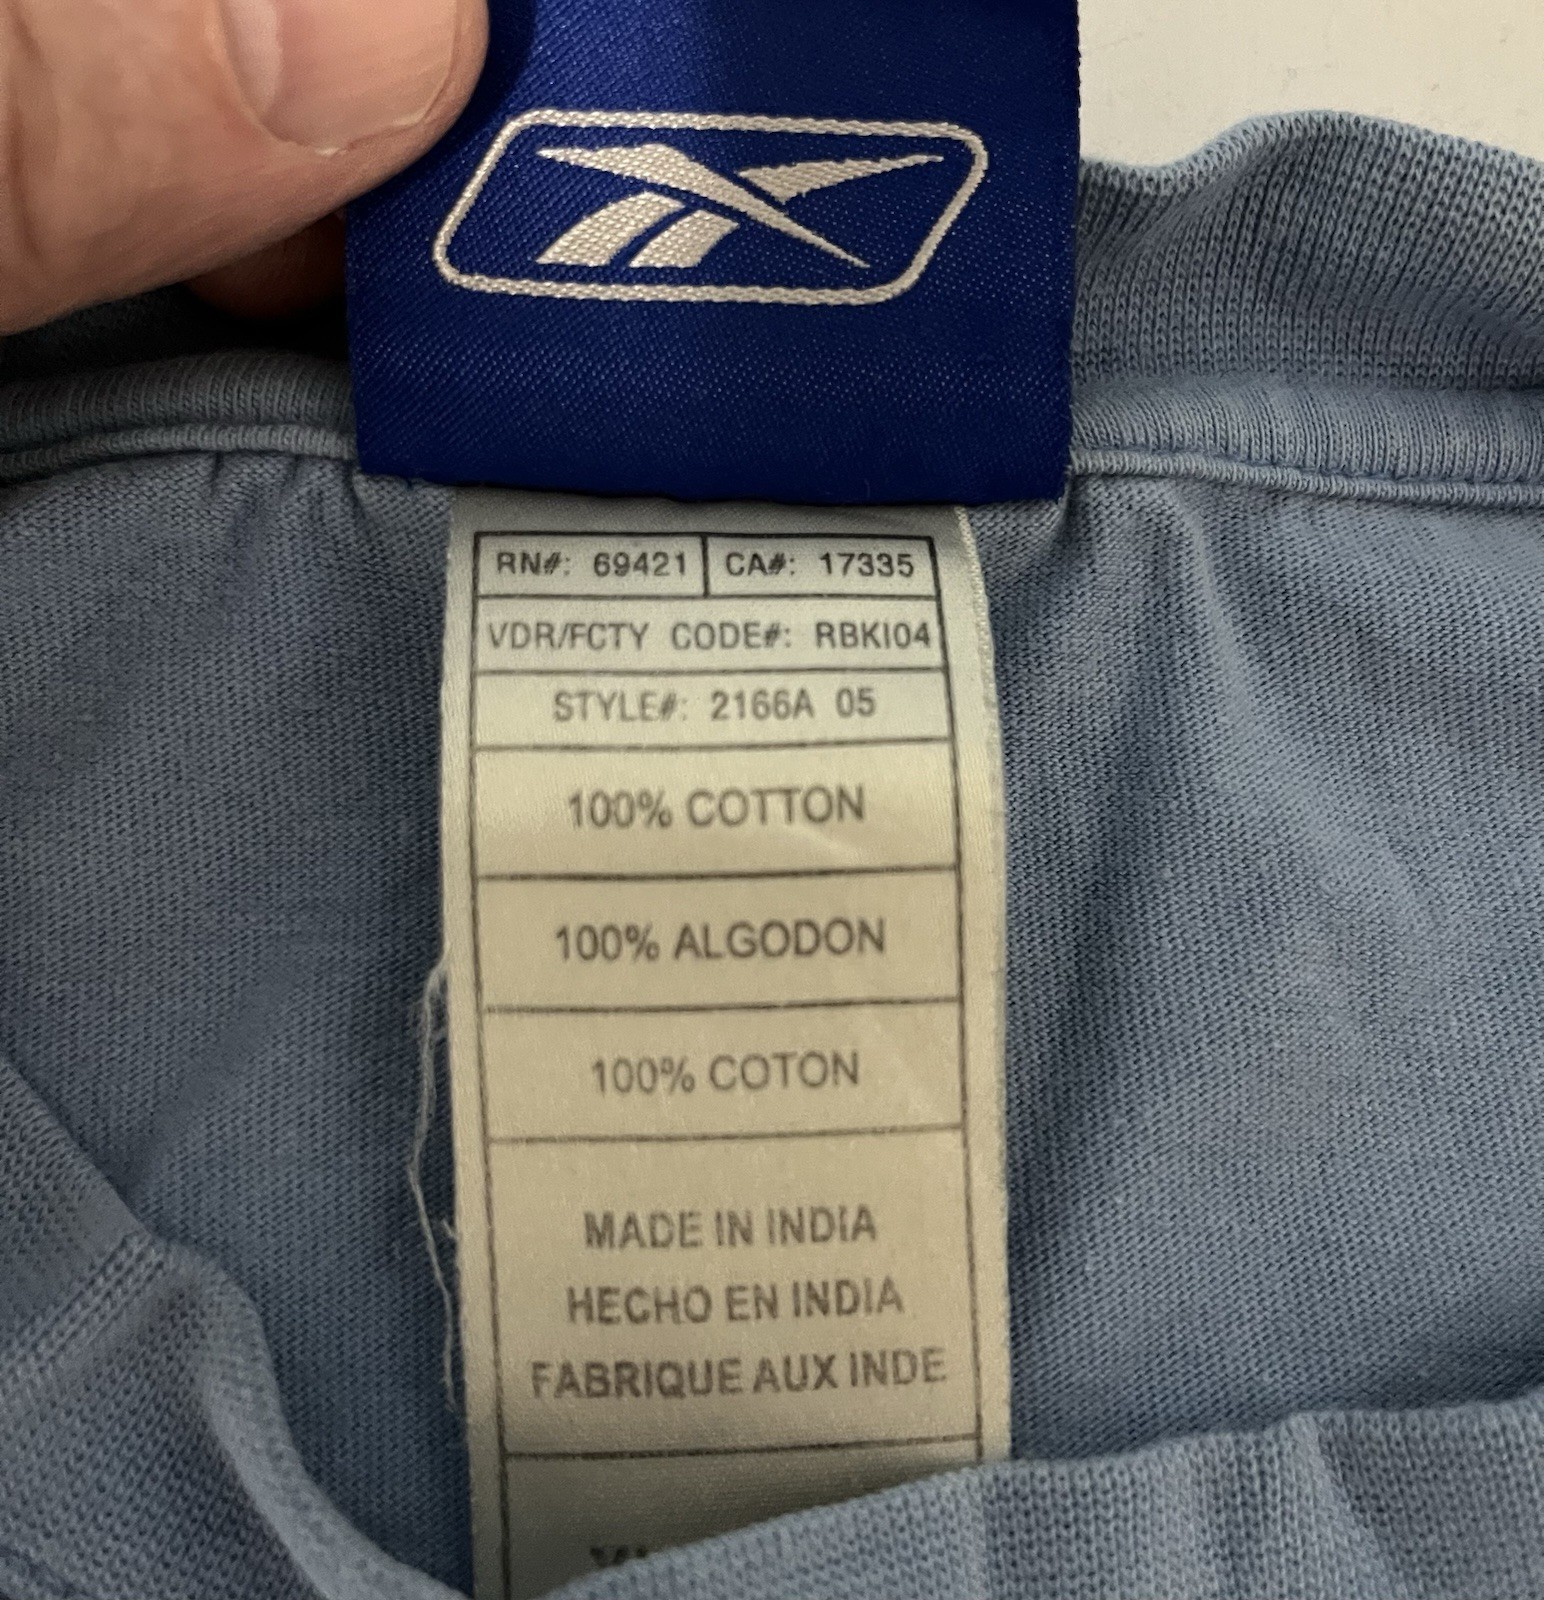 RN#: 69421 CA#: 17335
VDR/FCTY CODE#: RBKI04
STYLE#: 2166A 05
100% COTTON
100% ALGODON
100% COTON
MADE IN INDIA
HECHO EN INDIA
FABRIQUE AUX INDE